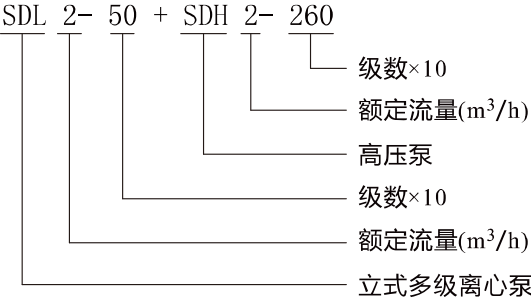 SDL 2- 50 + SDH 2- 260
级数×10
额定流量(m³/h)
高压泵
级数×10
额定流量(m³/h)
立式多级离心泵